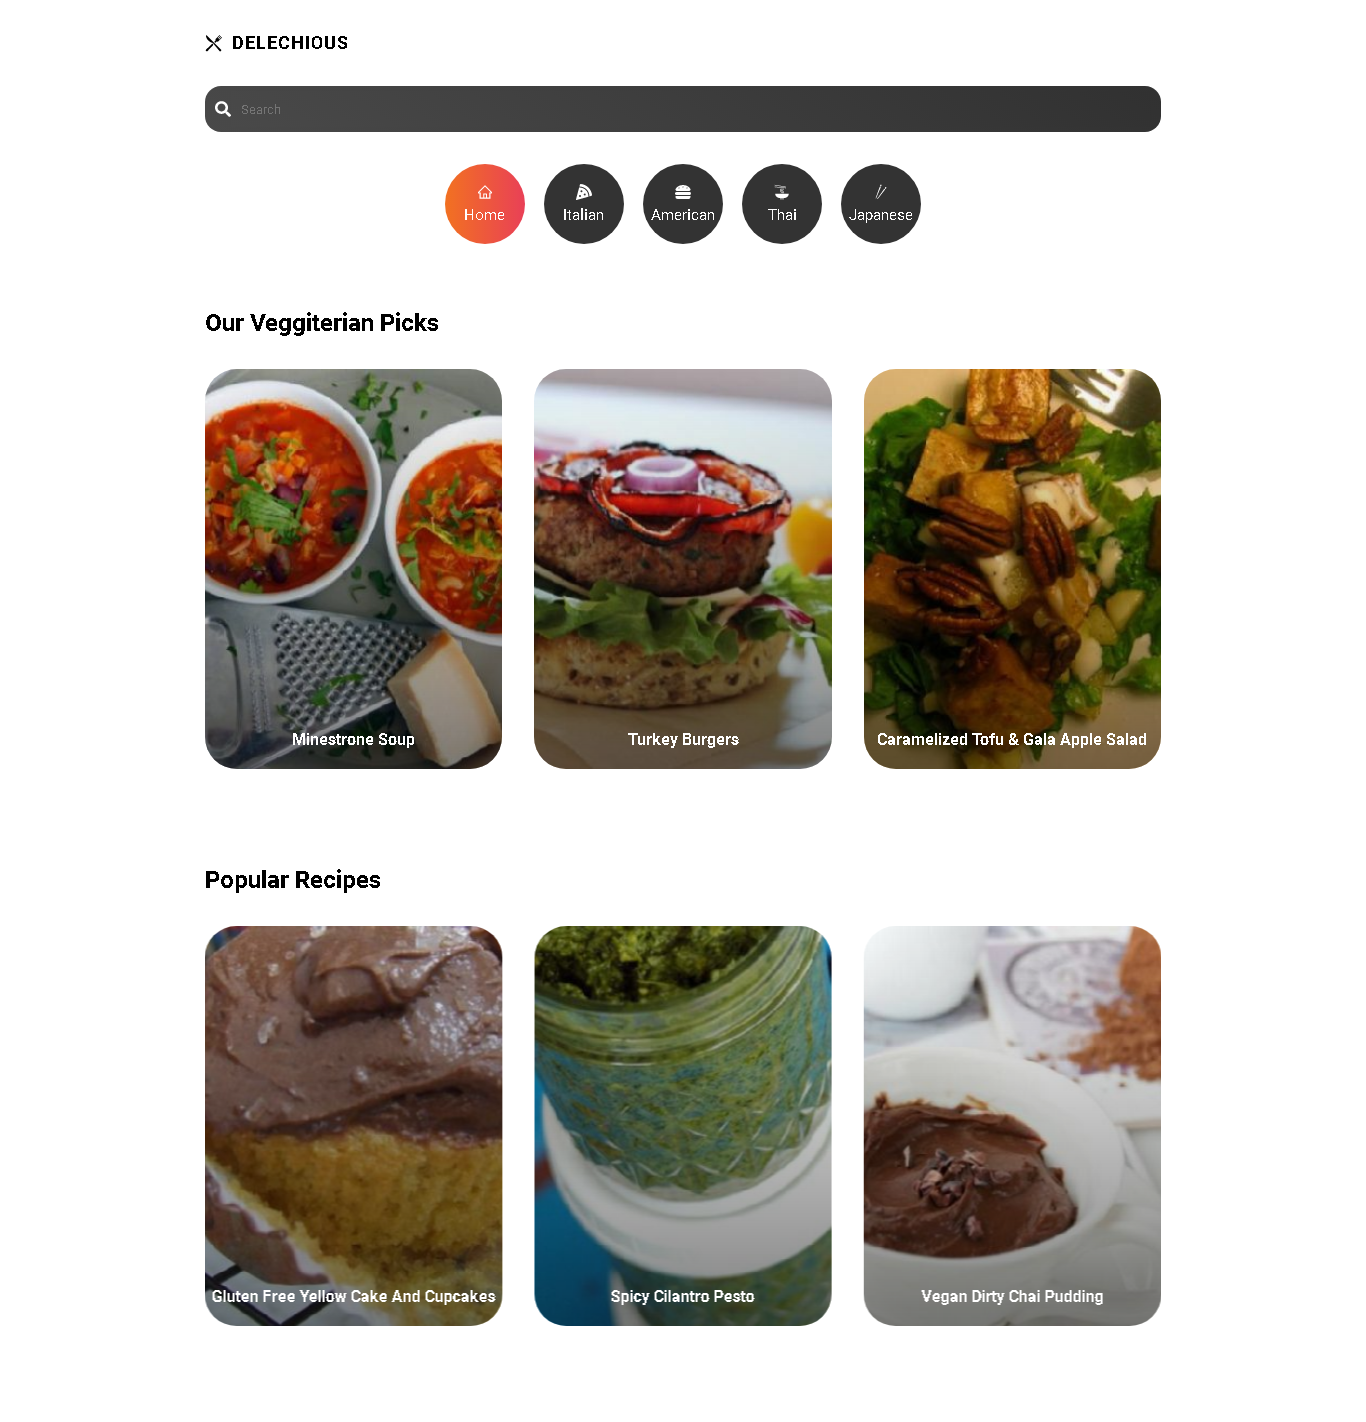 DELECHIOUS
Search
Home
Italian
American
Thai
Japanese
Our Veggiterian Picks
Minestrone Soup
Turkey Burgers
Caramelized Tofu & Gala Apple Salad
Popular Recipes
Gluten Free Yellow Cake And Cupcakes
Spicy Cilantro Pesto
Vegan Dirty Chai Pudding